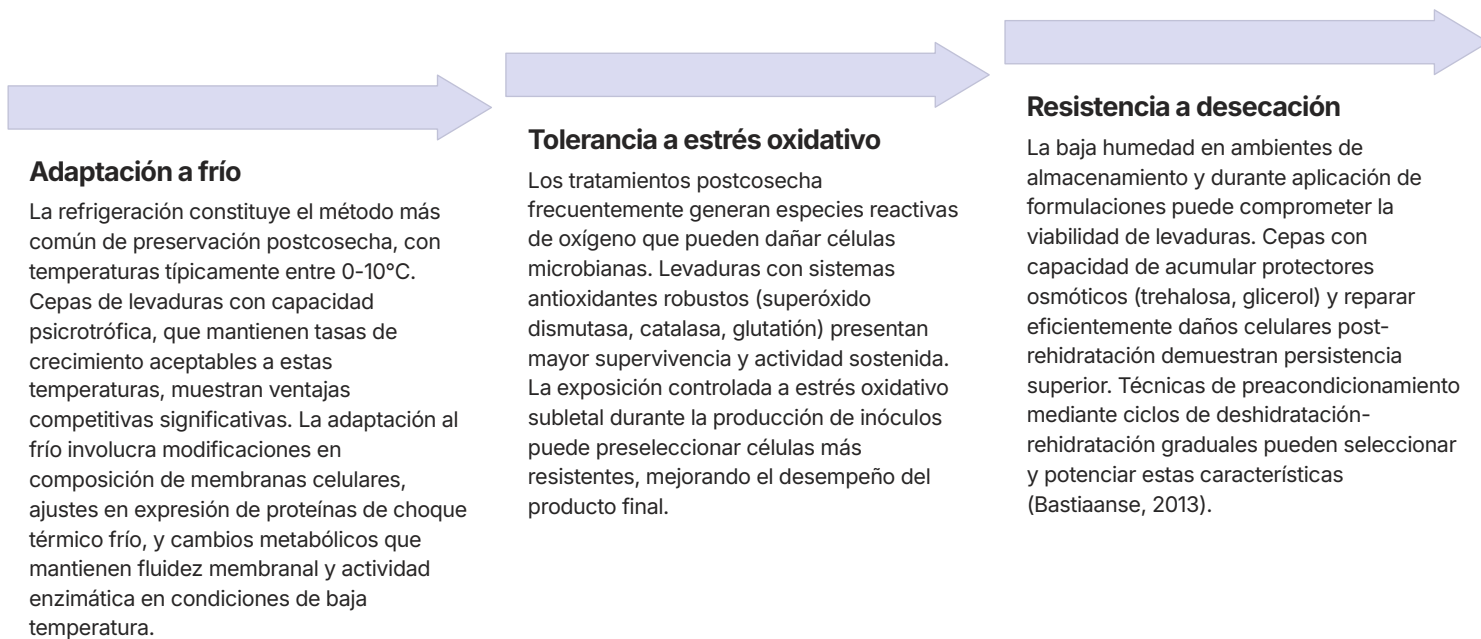 Adaptación a frío
La refrigeración constituye el método más
común de preservación postcosecha, con
temperaturas típicamente entre 0-10°C.
Cepas de levaduras con capacidad
psicrotrófica, que mantienen tasas de
crecimiento aceptables a estas
temperaturas, muestran ventajas
competitivas significativas. La adaptación al
frío involucra modificaciones en
composición de membranas celulares,
ajustes en expresión de proteínas de choque
térmico frío, y cambios metabólicos que
mantienen fluidez membranal y actividad
enzimática en condiciones de baja
temperatura.
Tolerancia a estrés oxidativo
Los tratamientos postcosecha
frecuentemente generan especies reactivas
de oxígeno que pueden dañar células
microbianas. Levaduras con sistemas
antioxidantes robustos (superóxido
dismutasa, catalasa, glutatión) presentan
mayor supervivencia y actividad sostenida.
La exposición controlada a estrés oxidativo
subletal durante la producción de inóculos
puede preseleccionar células más
resistentes, mejorando el desempeño del
producto final.
Resistencia a desecación
La baja humedad en ambientes de
almacenamiento y durante aplicación de
formulaciones puede comprometer la
viabilidad de levaduras. Cepas con
capacidad de acumular protectores
osmóticos (trehalosa, glicerol) y reparar
eficientemente daños celulares post-
rehidratación demuestran persistencia
superior. Técnicas de preacondicionamiento
mediante ciclos de deshidratación-
rehidratación graduales pueden seleccionar
y potenciar estas características
(Bastiaanse, 2013).